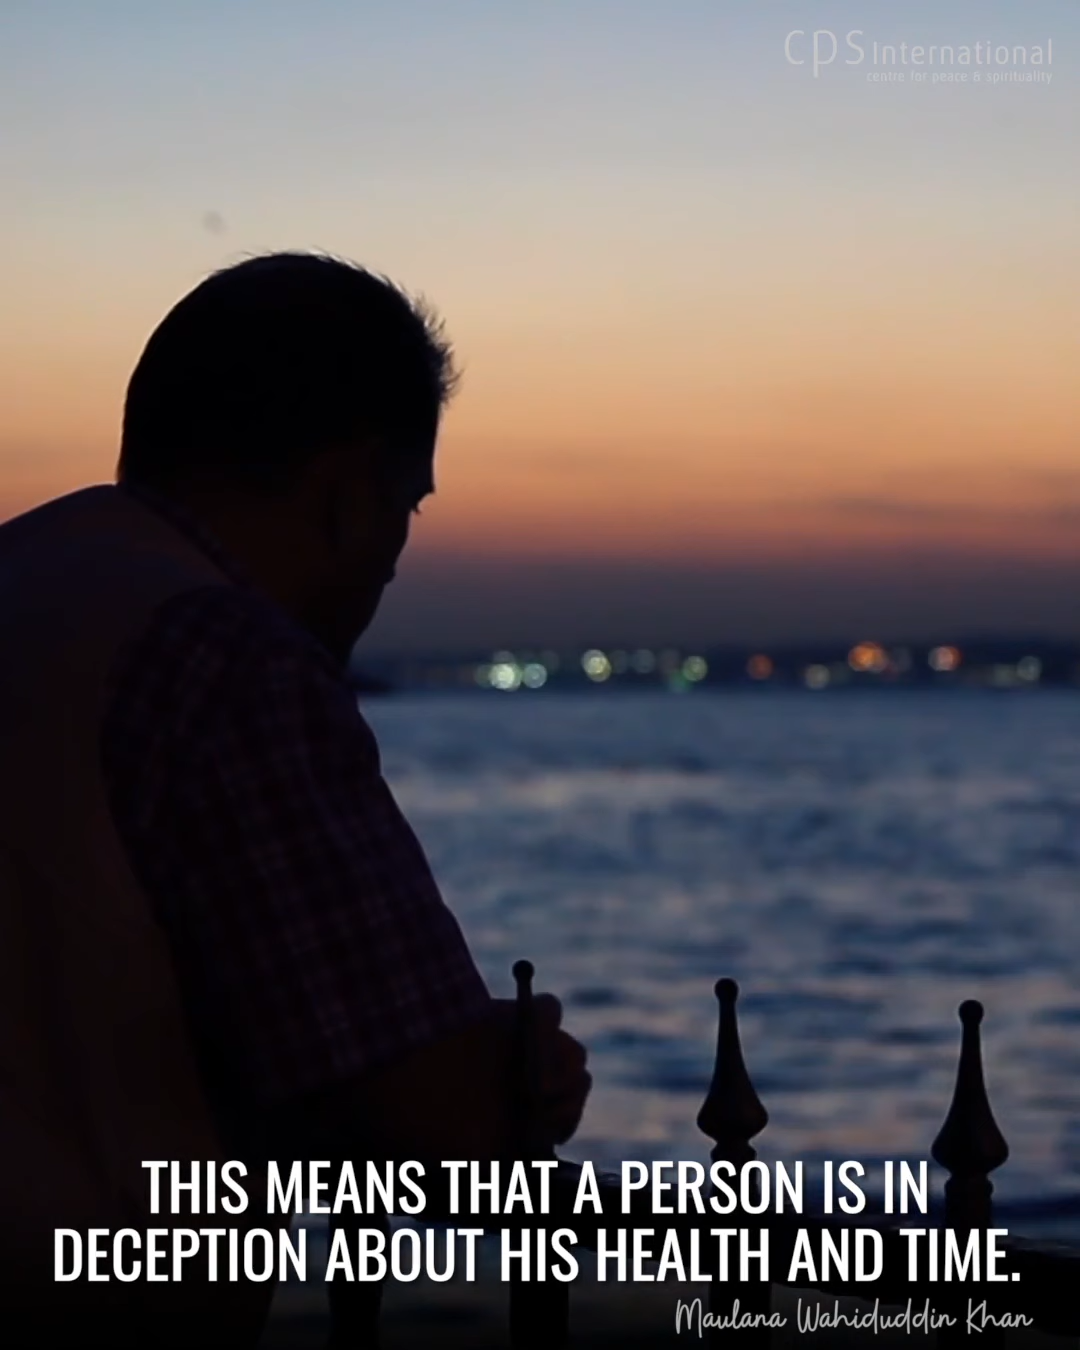 cps International
centre for peace & spirituality
THIS MEANS THAT A PERSON IS IN
DECEPTION ABOUT HIS HEALTH AND TIME.
Maulana Wahiduddin Khan